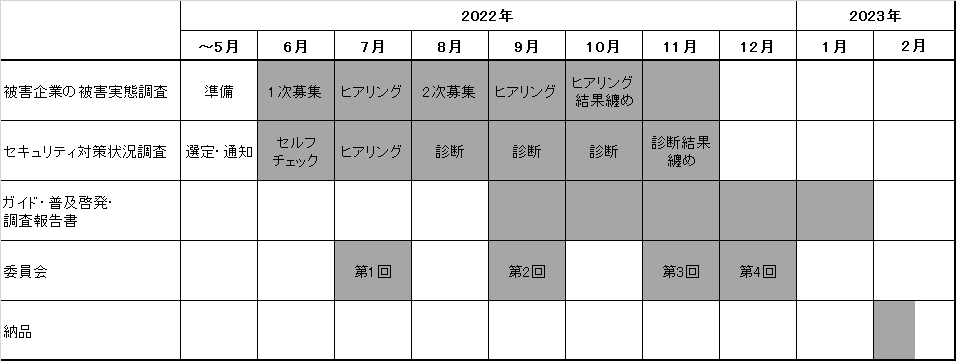 2022年 2023年
～5月 6月 7月 8月 9月 10月 11月 12月 1月 2月
被害企業の被害実態調査 準備 1次募集 ヒアリング 2次募集 ヒアリング ヒアリング
結果纏め
セキュリティ対策状況調査 選定・通知 セルフ
チェック ヒアリング 診断 診断 診断 診断結果
纏め
ガイド・普及啓発・
調査報告書
委員会 第1回 第2回 第3回 第4回
納品